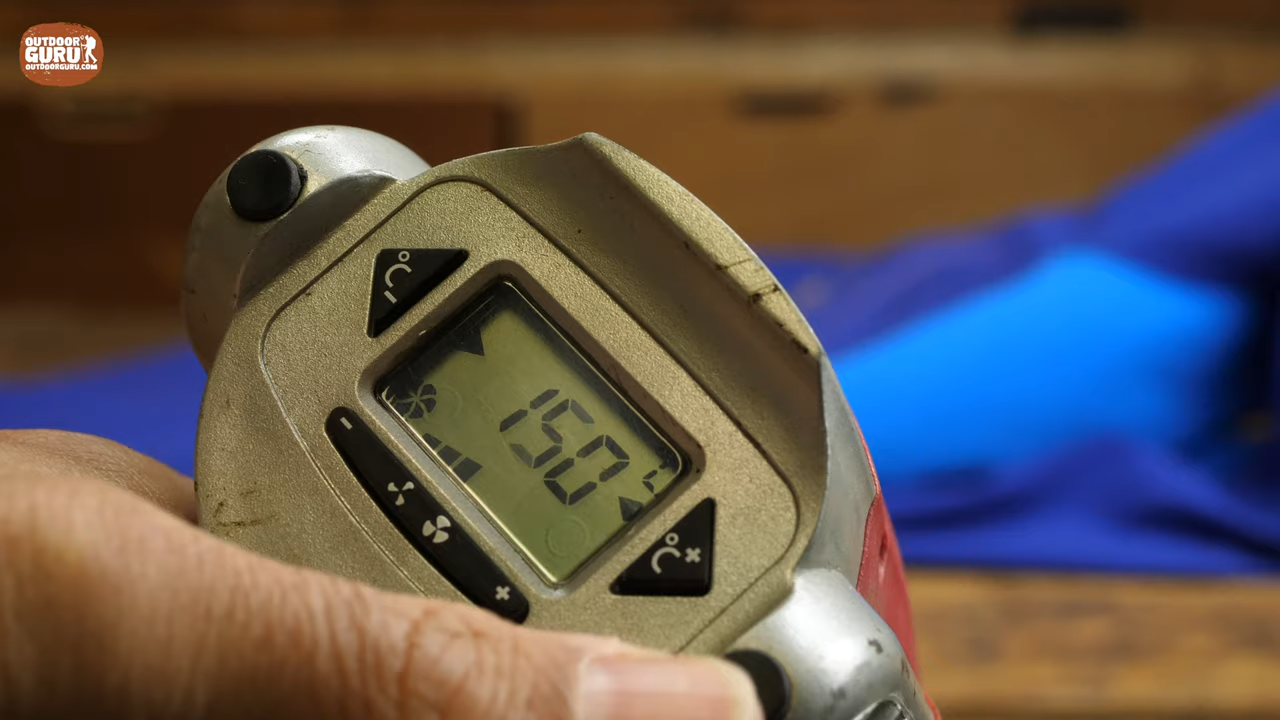 OUTDOOR
GURU
OUTDOORGURU.COM
°C -
150 °C
-
+
°C +